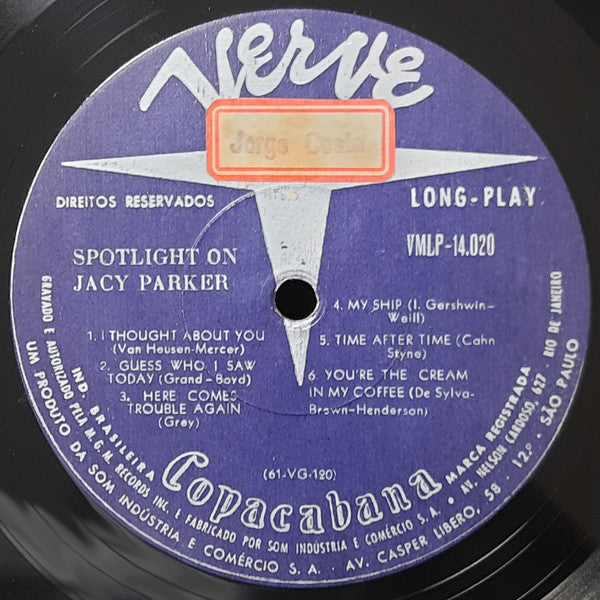 Verve
Jorge Costa
DIREITOS RESERVADOS
LONG-PLAY
VMLP-14.020
SPOTLIGHT ON
JACY PARKER
1. I THOUGHT ABOUT YOU
(Van Heusen-Mercer)
2. GUESS WHO I SAW
TODAY (Grand-Boyd)
3. HERE COMES
TROUBLE AGAIN
(Grey)
4. MY SHIP (I. Gershwin-
Weill)
5. TIME AFTER TIME (Cahn
Styne)
6. YOU'RE THE CREAM
IN MY COFFEE (De Sylva-
Brown-Henderson)
(61-VG-120)
IND. BRASILEIRA
Copacabana
MARCA REGISTRADA
GRAVADO E AUTORIZADO PELA M.G.M. RECORDS INC. E FABRICADO POR SOM INDÚSTRIA E COMÉRCIO S.A. • AV. NELSON CARDOSO, 627 - RIO DE JANEIRO
UM PRODUTO DA SOM INDÚSTRIA E COMÉRCIO S.A. - AV. CASPER LIBERO, 58 - 12.º - SÃO PAULO